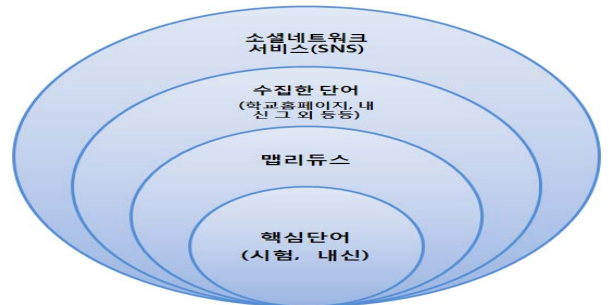 소셜네트워크
서비스(SNS)
수집한 단어
(학교홈페이지, 내
신 그 외 등등)
맵리듀스
핵심단어
(시험, 내신)